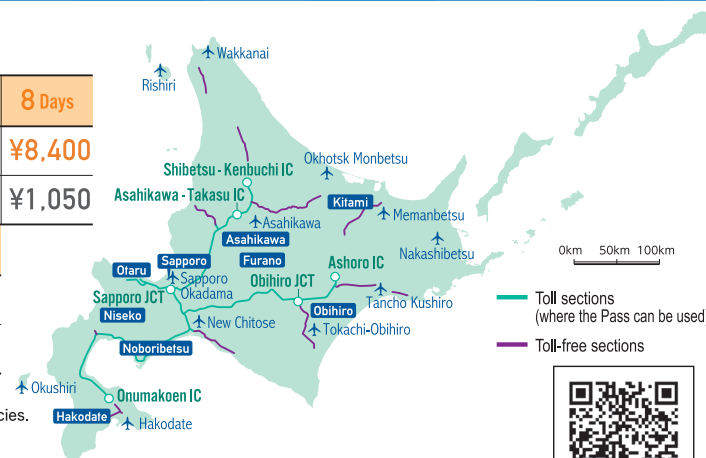 8 Days
¥8,400
¥1,050
cies.
Wakkanai
Rishiri
Shibetsu - Kenbuchi IC
Okhotsk Monbetsu
Asahikawa - Takasu IC
Kitami
Memanbetsu
Asahikawa
Asahikawa
Nakashibetsu
Sapporo
Furano
Otaru
Sapporo
Okadama
Obihiro JCT
Ashoro IC
Sapporo JCT
Niseko
Obihiro
Tancho Kushiro
New Chitose
Tokachi-Obihiro
Noboribetsu
Okushiri
Onumakoen IC
Hakodate
Hakodate
0km 50km 100km
Toll sections
(where the Pass can be used)
Toll-free sections